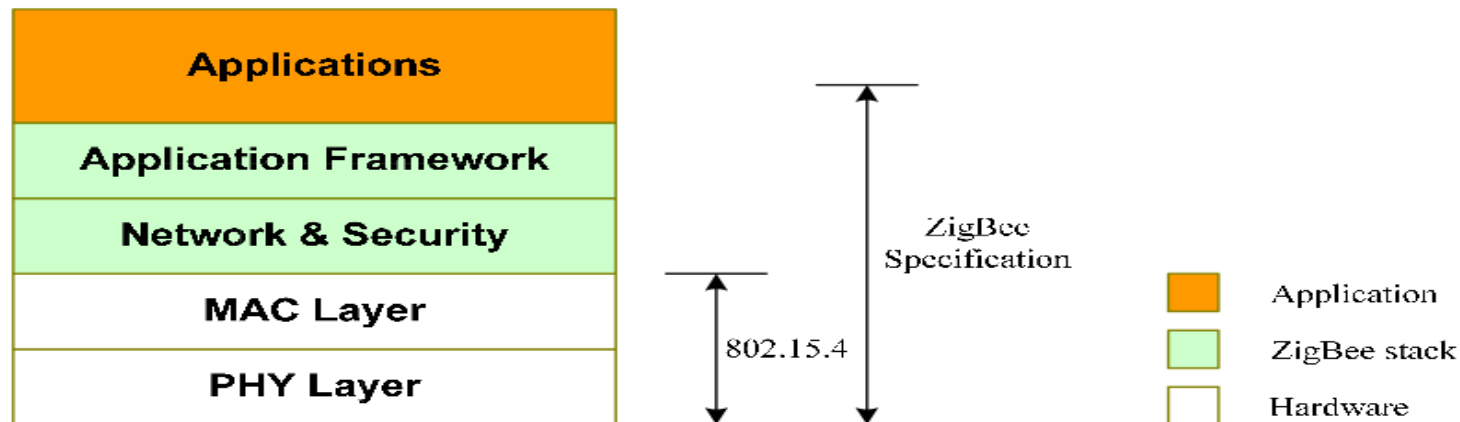 Applications
Application Framework
Network & Security
MAC Layer
PHY Layer
802.15.4
ZigBee
Specification
Application
ZigBee stack
Hardware